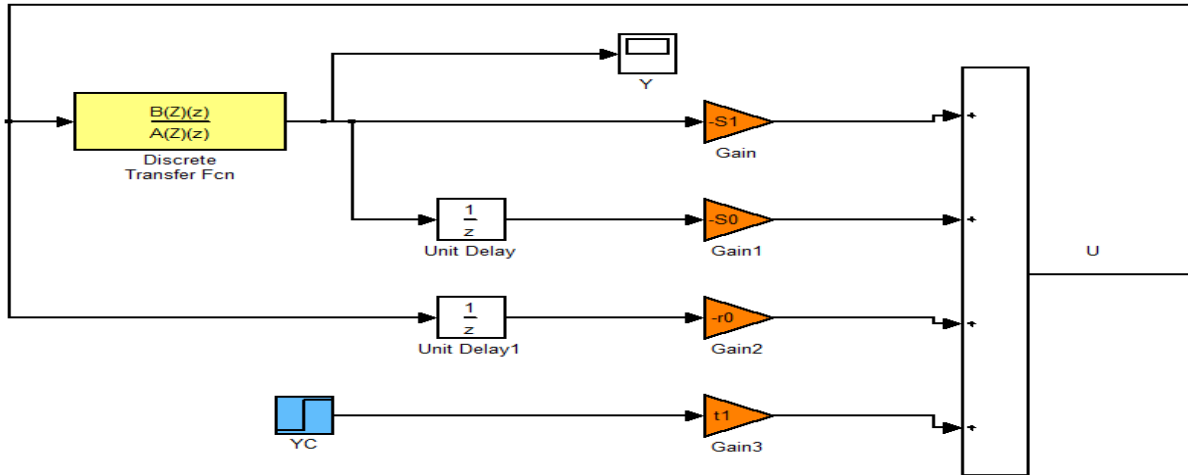 Y
B(Z)(z)
A(Z)(z)
Discrete
Transfer Fcn
-S1
Gain
+
1
z
Unit Delay
-S0
Gain1
+
U
1
z
Unit Delay1
-r0
Gain2
+
YC
t1
Gain3
+